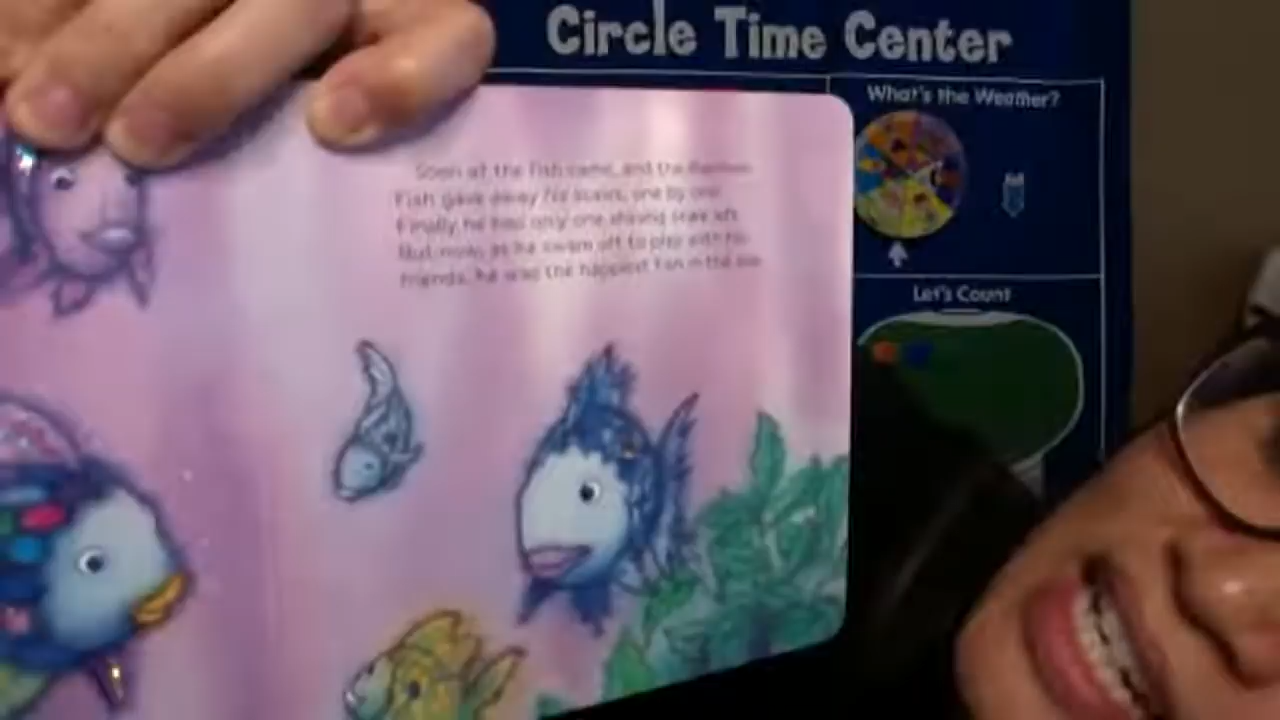 Circle Time Center
What's the Weather?
Let's Count
Soon all the fish came, and the Rainbow
Fish gave away his scales, one by one.
Finally he had only one shining scale left.
But now, as he swam off to play with his
friends, he was the happiest fish in the sea.